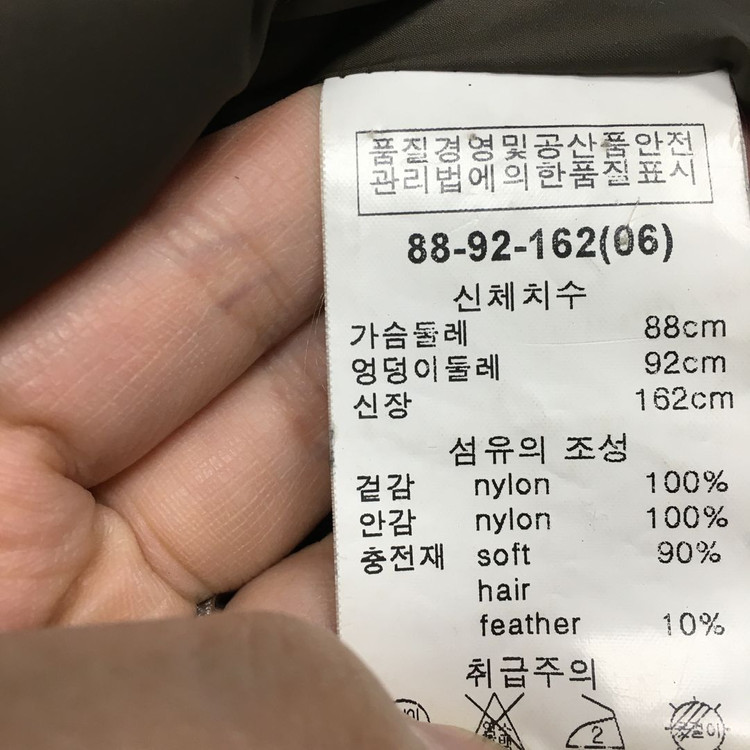 품질경영및공산품안전
관리법에의한품질표시
88-92-162(06)
신체치수
가슴둘레 88cm
엉덩이둘레 92cm
신장 162cm
섬유의 조성
겉감 nylon 100%
안감 nylon 100%
충전재 soft 90%
hair
feather 10%
취급주의
2